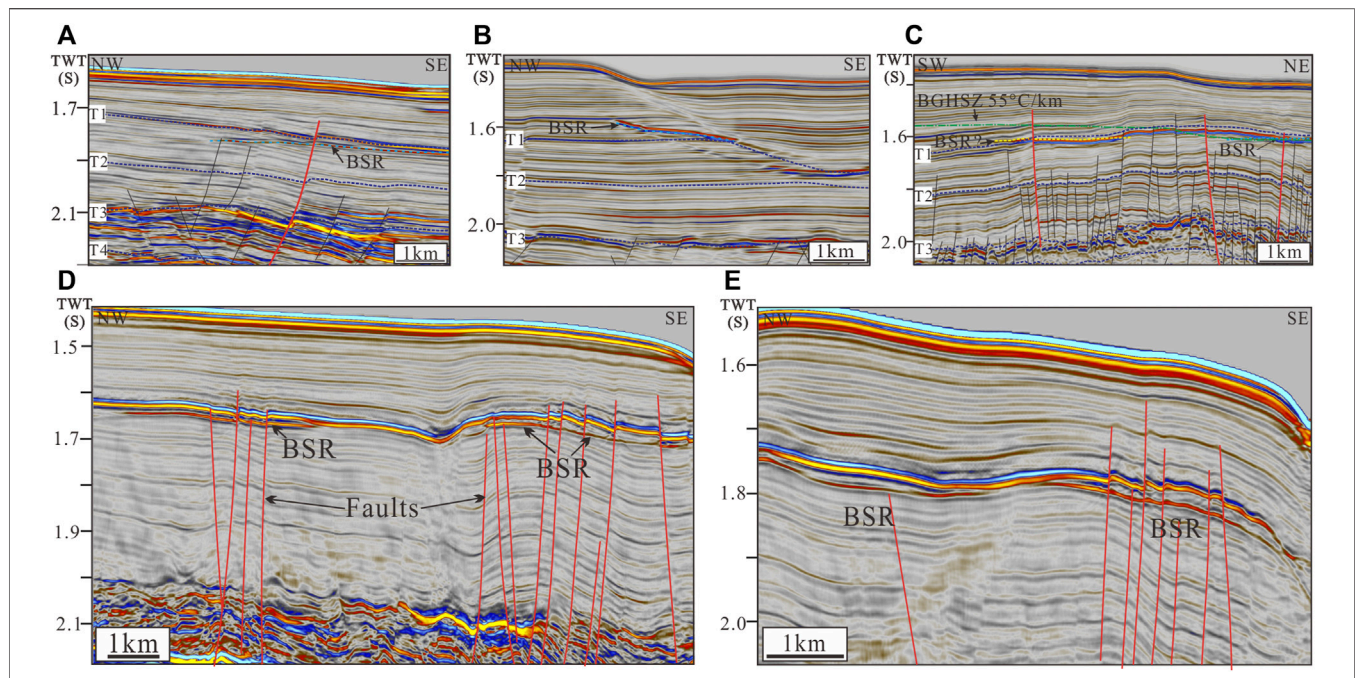 A
TWT
(S)
NW
SE
1.7
T1
BSR
T2
T3
2.1
T4
1km
B
TWT
(S)
NW
SE
BSR
1.6
T1
T2
2.0
T3
1km
C
TWT
(S)
SW
NE
BGHSZ 55°C/km
1.6
BSR?
BSR
T1
T2
2.0
T3
1km
D
TWT
(S)
NW
SE
1.5
1.7
BSR
BSR
Faults
1.9
2.1
1km
E
TWT
(S)
NW
SE
1.6
1.8
BSR
BSR
2.0
1km